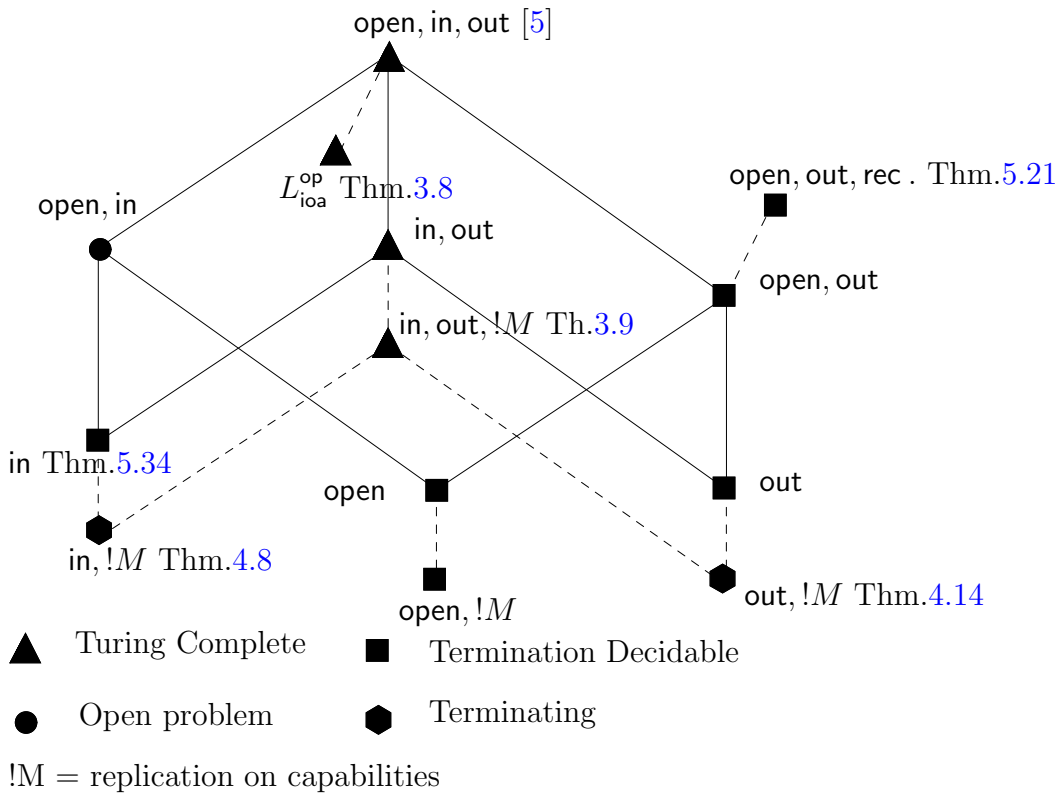 open, in, out [5]
L^op_ioa Thm.3.8
open, out, rec . Thm.5.21
open, in
in, out
open, out
in, out, !M Th.3.9
in Thm.5.34
open
out
in, !M Thm.4.8
open, !M
out, !M Thm.4.14
Turing Complete
Termination Decidable
Open problem
Terminating
!M = replication on capabilities